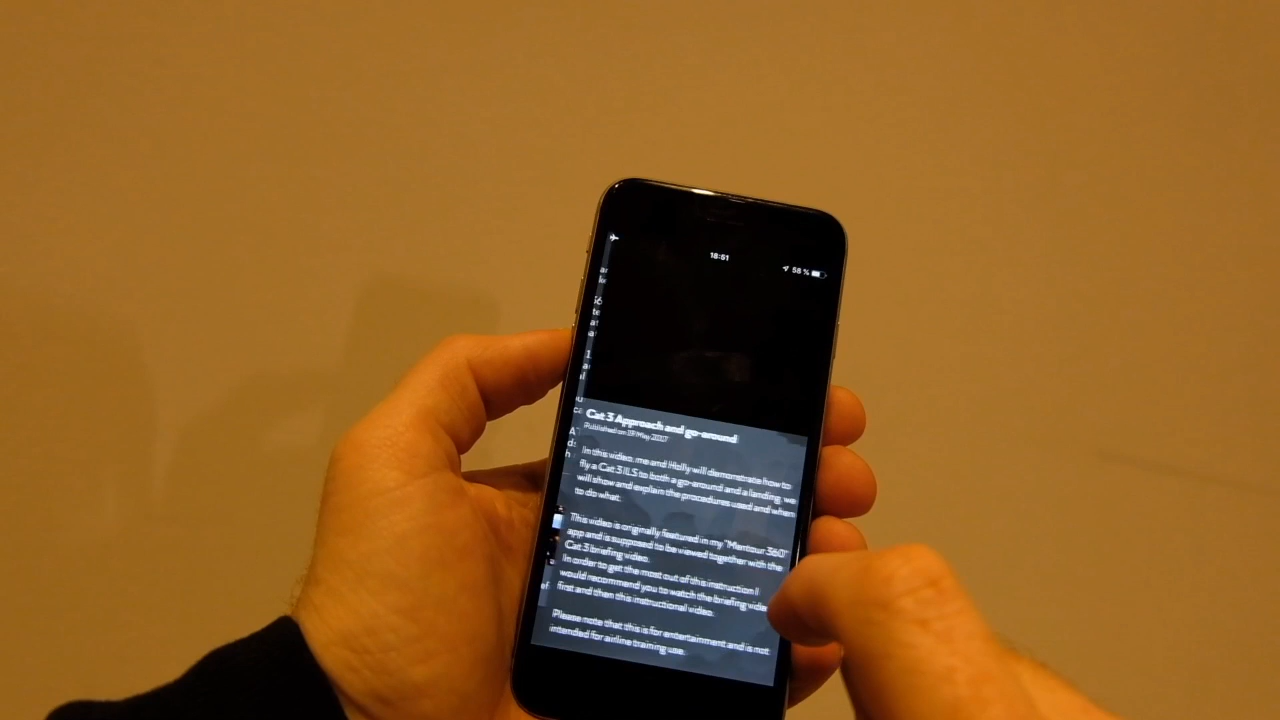 18:51
58 %
Cat 3 Approach and go-around
Published on 19 May 2017
In this video, me and Holly will demonstrate how to
fly a Cat 3 ILS to both a go-around and a landing, we
will show and explain the procedures used and when
to do what.
This video is originally featured in my "Mentour 360"
app and is supposed to be viewed together with the
Cat 3 briefing video.
In order to get the most out of this instruction I
would recommend you to watch the briefing video
first and then this instructional video.
Please note that this is for entertainment and is not
intended for airline training use.